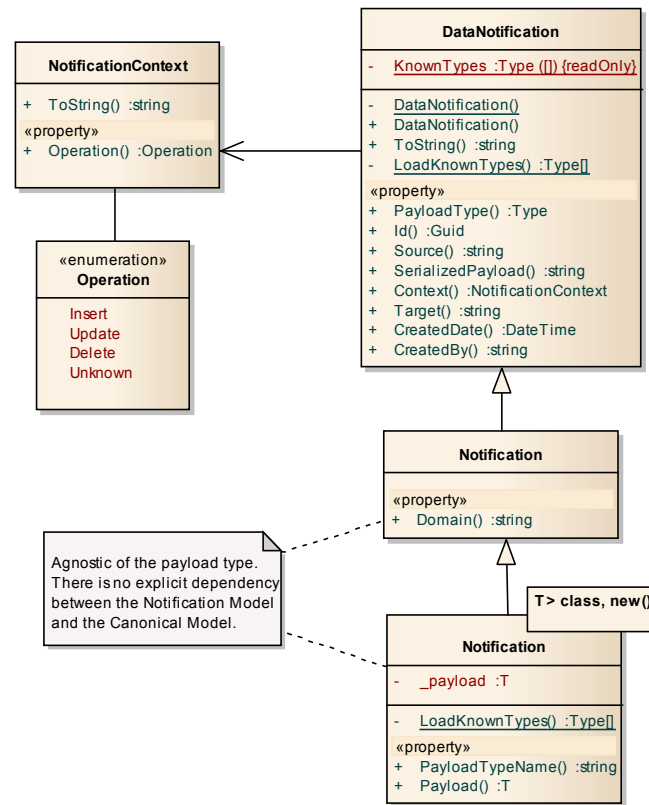 NotificationContext
+ ToString() :string
«property»
+ Operation() :Operation
«enumeration»
Operation
Insert
Update
Delete
Unknown
DataNotification
- KnownTypes :Type ([]) {readOnly}
- DataNotification()
+ DataNotification()
+ ToString() :string
- LoadKnownTypes() :Type[]
«property»
+ PayloadType() :Type
+ Id() :Guid
+ Source() :string
+ SerializedPayload() :string
+ Context() :NotificationContext
+ Target() :string
+ CreatedDate() :DateTime
+ CreatedBy() :string
Notification
«property»
+ Domain() :string
Agnostic of the payload type.
There is no explicit dependency
between the Notification Model
and the Canonical Model.
T > class, new()
Notification
- _payload :T
- LoadKnownTypes() :Type[]
«property»
+ PayloadTypeName() :string
+ Payload() :T